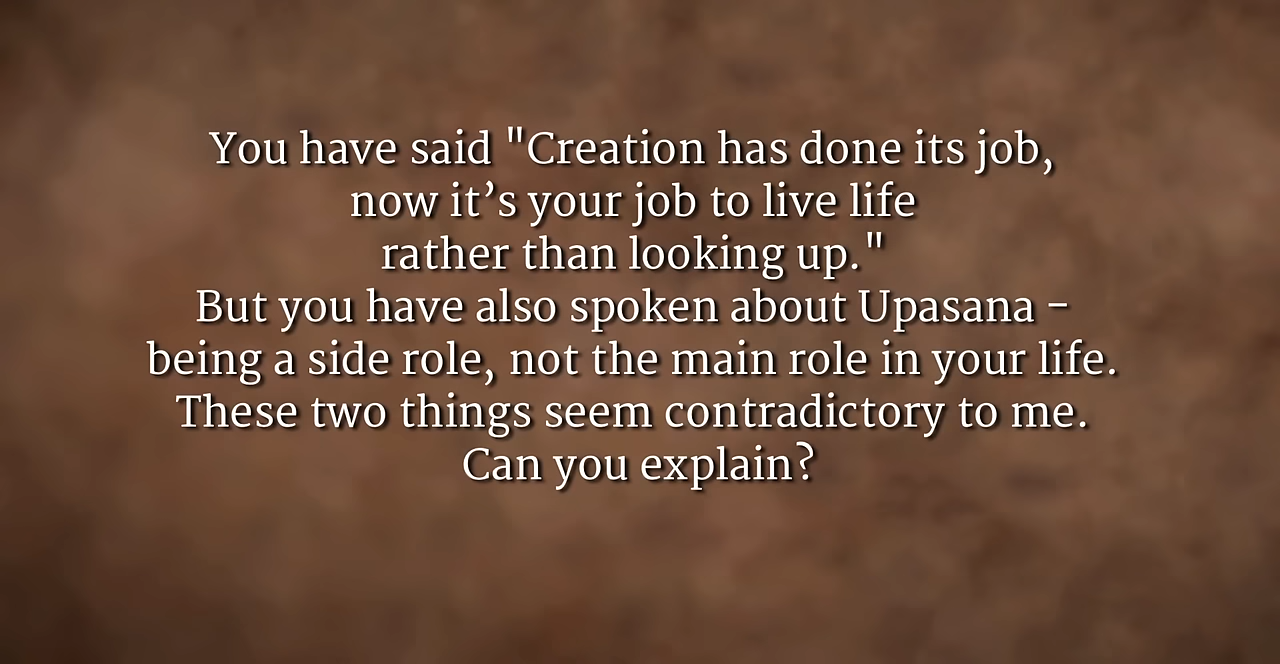 You have said "Creation has done its job,
now it’s your job to live life
rather than looking up."
But you have also spoken about Upasana -
being a side role, not the main role in your life.
These two things seem contradictory to me.
Can you explain?